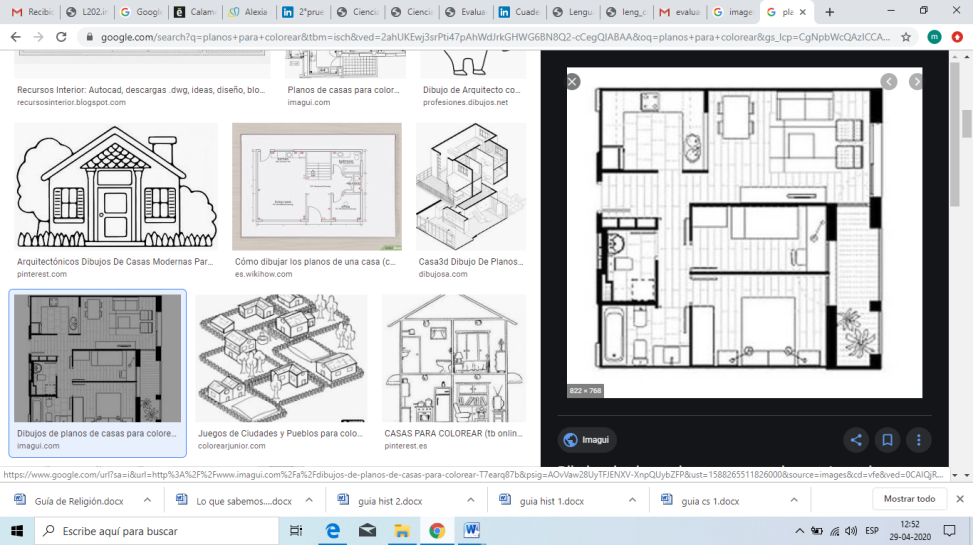 Recibic
L202.in
Google
Calam
Alexia
2°prue
Ciencia
Ciencia
Evalua
Cuade
Lengu
leng_c
evalua
image
pla
google.com/search?q=planos+para+colorear&tbm=isch&ved=2ahUKEwj3srPti47pAhWdJrkGHWG6BN8Q2-cCegQIABAA&oq=planos+para+colorear&gs_lcp=CgNpbWcQAzICCA...
m
Recursos Interior: Autocad, descargas .dwg, ideas, diseño, blo...
recursosinterior.blogspot.com
Planos de casas para color...
imagui.com
Dibujo de Arquitecto co...
profesiones.dibujos.net
Arquitectónicos Dibujos De Casas Modernas Par...
pinterest.com
Cómo dibujar los planos de una casa (c...
es.wikihow.com
Casa3d Dibujo De Planos...
dibujosa.com
Dibujos de planos de casas para colore...
imagui.com
Juegos de Ciudades y Pueblos para colo...
colorearjunior.com
CASAS PARA COLOREAR (tb onlin...
pinterest.es
822 × 768
Imagui
https://www.google.com/url?sa=i&url=http%3A%2F%2Fwww.imagui.com%2Fa%2Fdibujos-de-planos-de-casas-para-colorear-T7earq87b&psig=AOvVaw28UyTFJENXV-XnpQUybZFP&ust=1588265511826000&source=images&cd=vfe&ved=0CAIQjR...
Guía de Religión.docx
Lo que sabemos....docx
guia hist 2.docx
guia hist 1.docx
guia cs 1.docx
Mostrar todo
Escribe aquí para buscar
ESP
12:52
29-04-2020